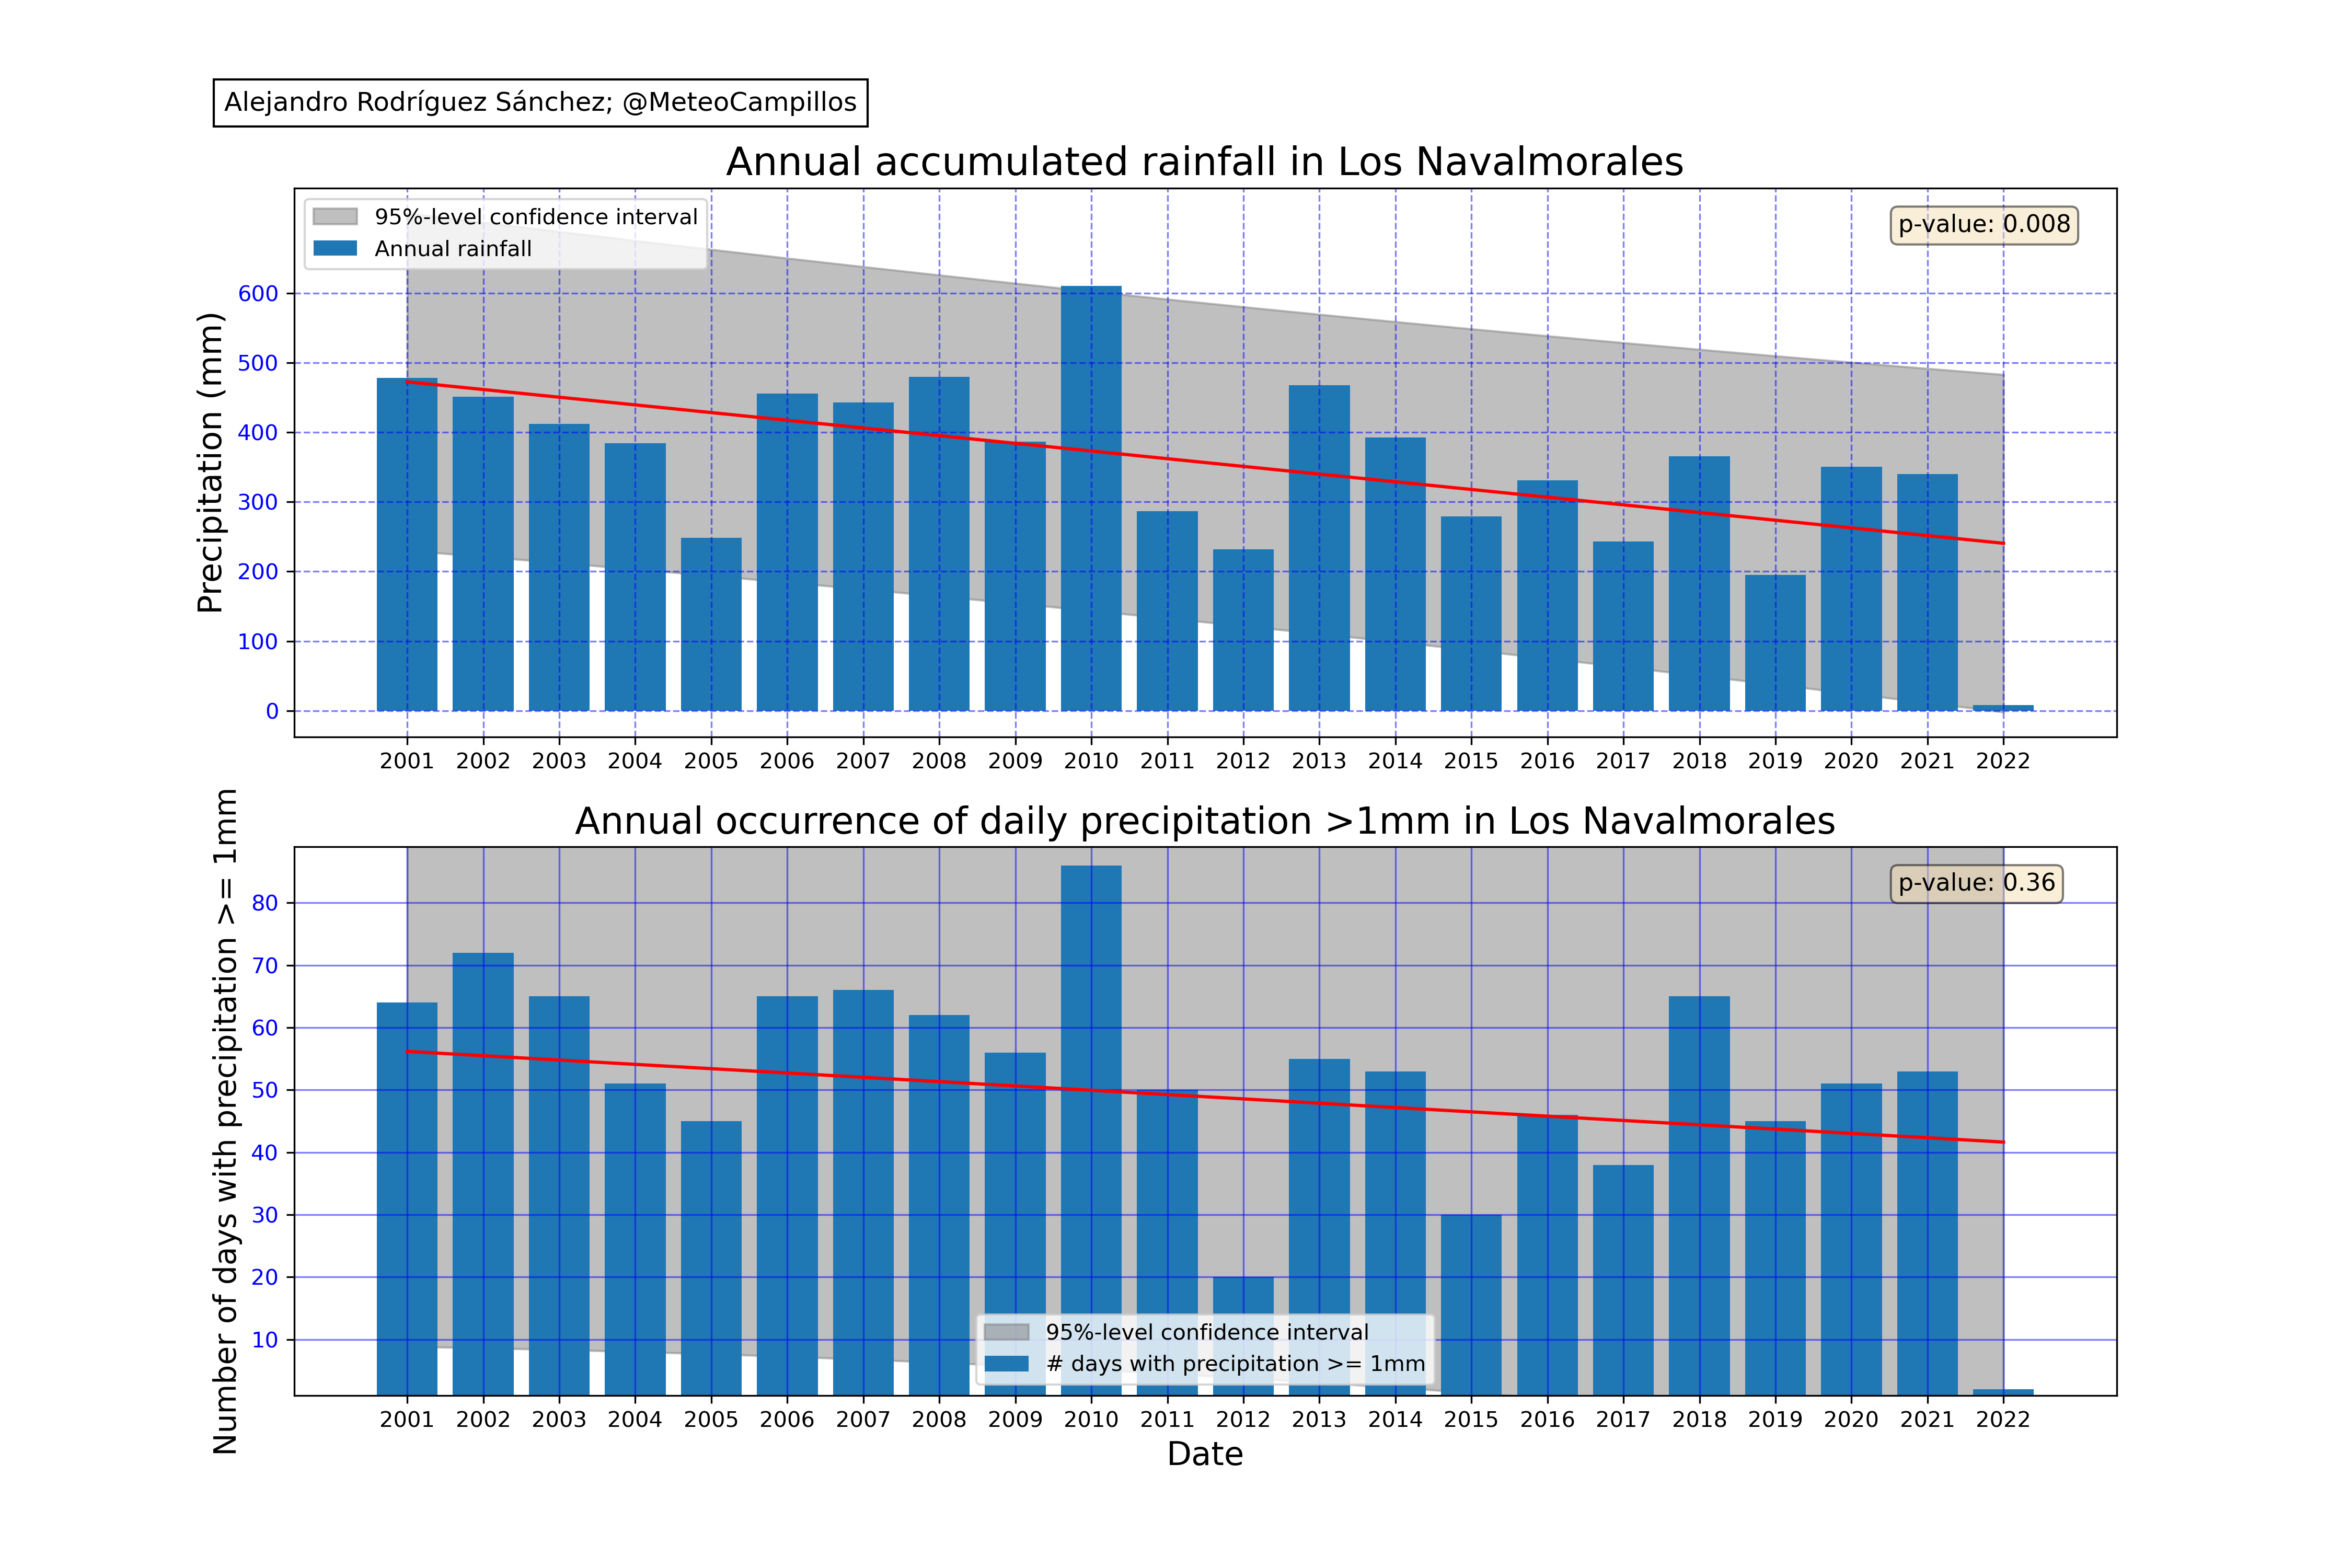 Alejandro Rodríguez Sánchez; @MeteoCampillos
Annual accumulated rainfall in Los Navalmorales
95%-level confidence interval
Annual rainfall
p-value: 0.008
Precipitation (mm)
600
500
400
300
200
100
0
2001 2002 2003 2004 2005 2006 2007 2008 2009 2010 2011 2012 2013 2014 2015 2016 2017 2018 2019 2020 2021 2022
Annual occurrence of daily precipitation >1mm in Los Navalmorales
p-value: 0.36
Number of days with precipitation >= 1mm
80
70
60
50
40
30
20
10
95%-level confidence interval
# days with precipitation >= 1mm
2001 2002 2003 2004 2005 2006 2007 2008 2009 2010 2011 2012 2013 2014 2015 2016 2017 2018 2019 2020 2021 2022
Date